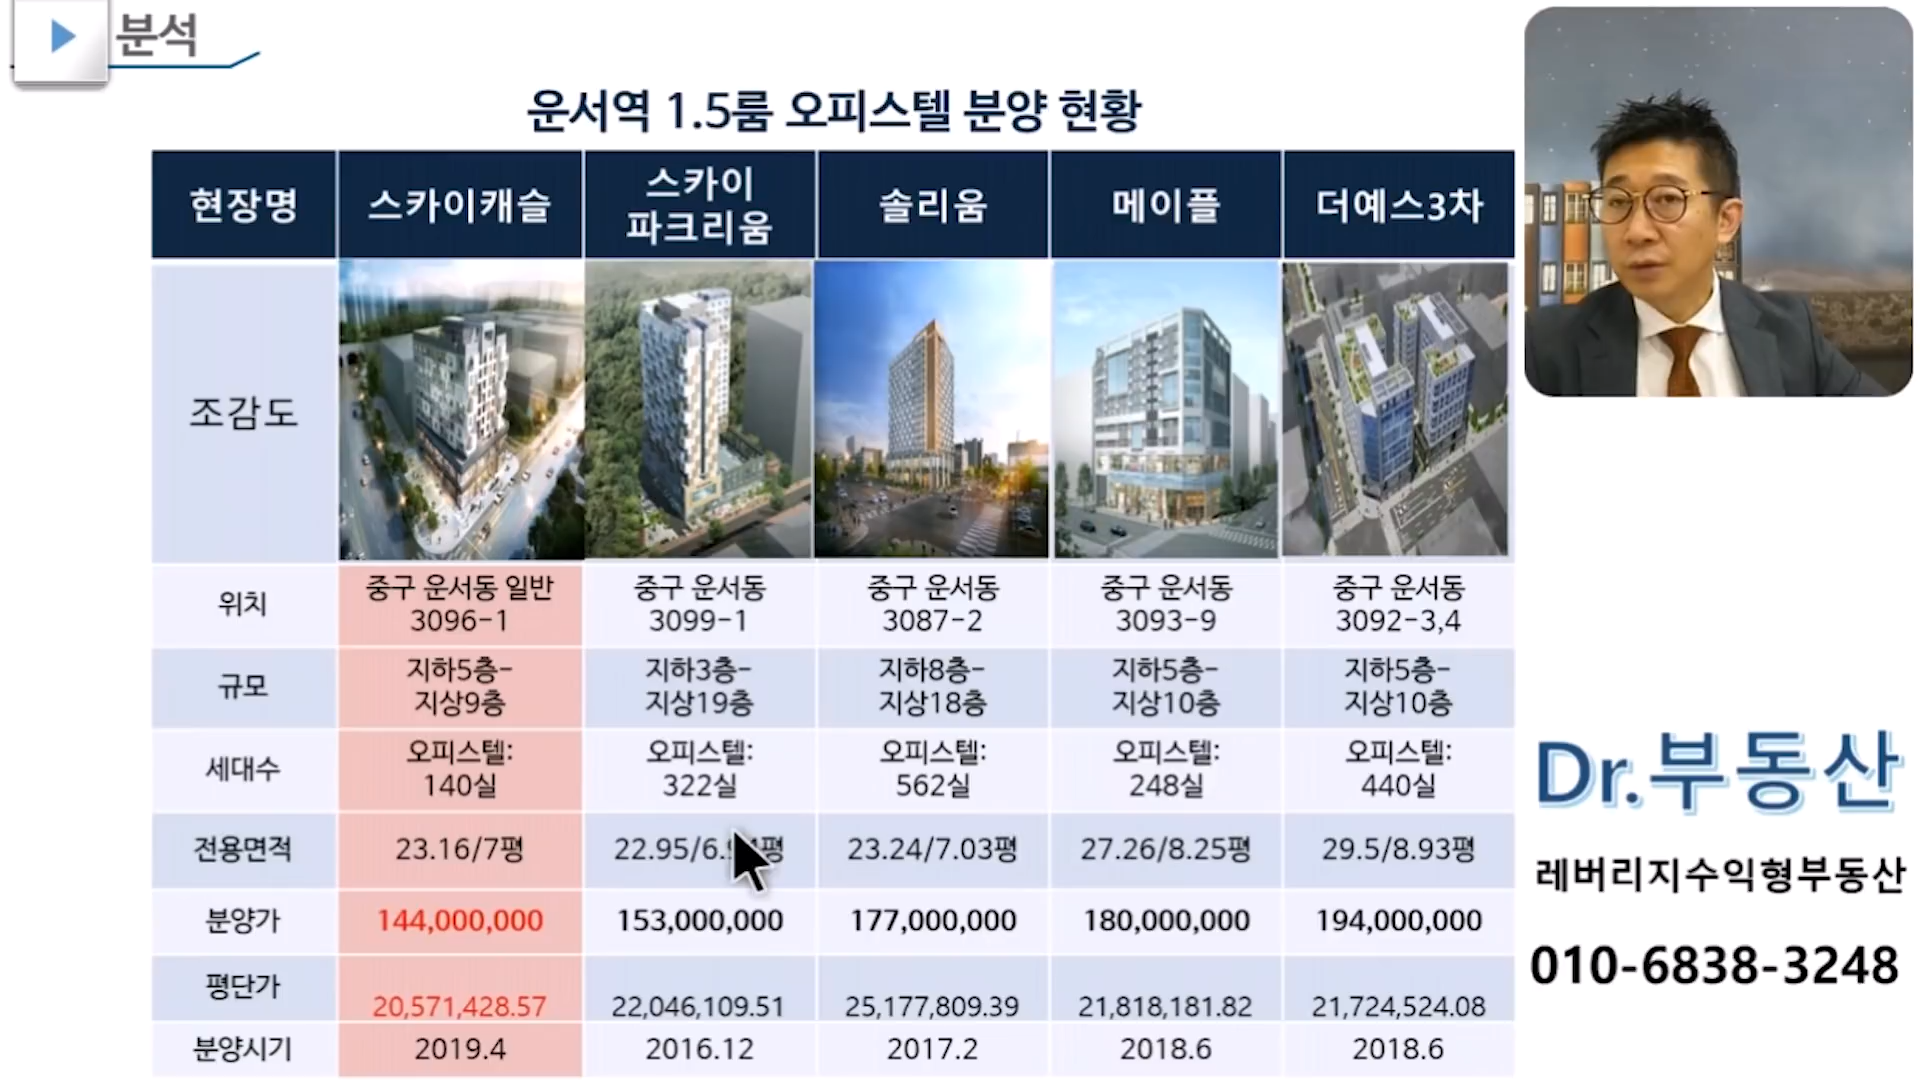 분석
운서역 1.5룸 오피스텔 분양 현황
현장명 스카이캐슬 스카이 파크리움 솔리움 메이플 더예스3차
조감도
위치 중구 운서동 일반 3096-1 중구 운서동 3099-1 중구 운서동 3087-2 중구 운서동 3093-9 중구 운서동 3092-3,4
규모 지하5층- 지상9층 지하3층- 지상19층 지하8층- 지상18층 지하5층- 지상10층 지하5층- 지상10층
세대수 오피스텔: 140실 오피스텔: 322실 오피스텔: 562실 오피스텔: 248실 오피스텔: 440실
전용면적 23.16/7평 23.24/7.03평 27.26/8.25평 29.5/8.93평
분양가 144,000,000 153,000,000 177,000,000 180,000,000 194,000,000
평단가 20,571,428.57 22,046,109.51 25,177,809.39 21,818,181.82 21,724,524.08
분양시기 2019.4 2016.12 2017.2 2018.6 2018.6
Dr.부동산
레버리지수익형부동산
010-6838-3248